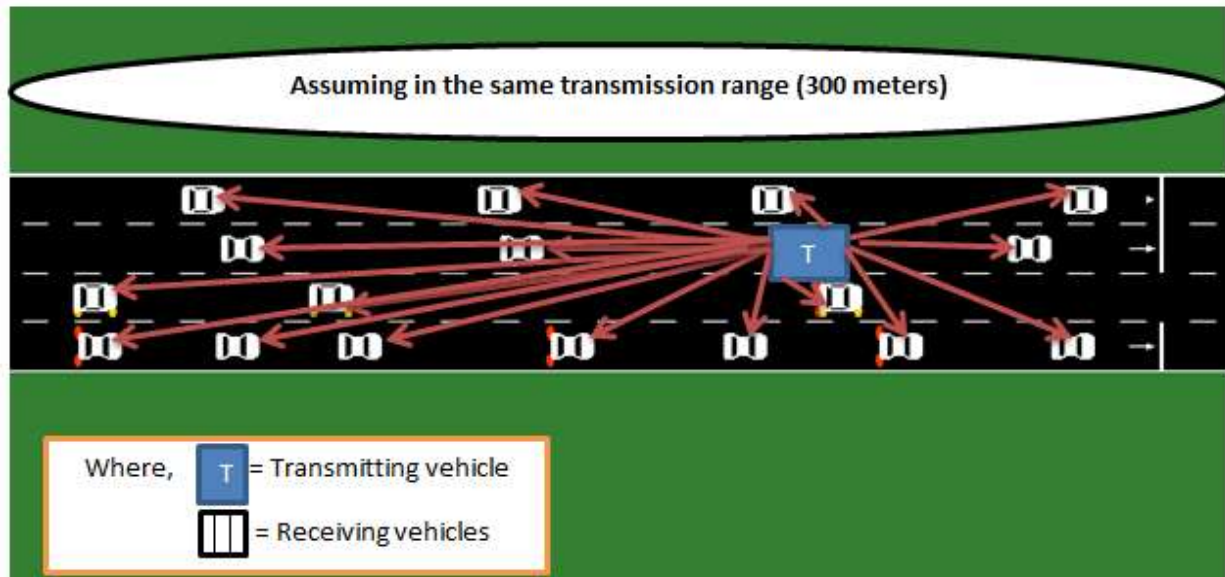 Assuming in the same transmission range (300 meters)
T
Where,
T
= Transmitting vehicle
= Receiving vehicles